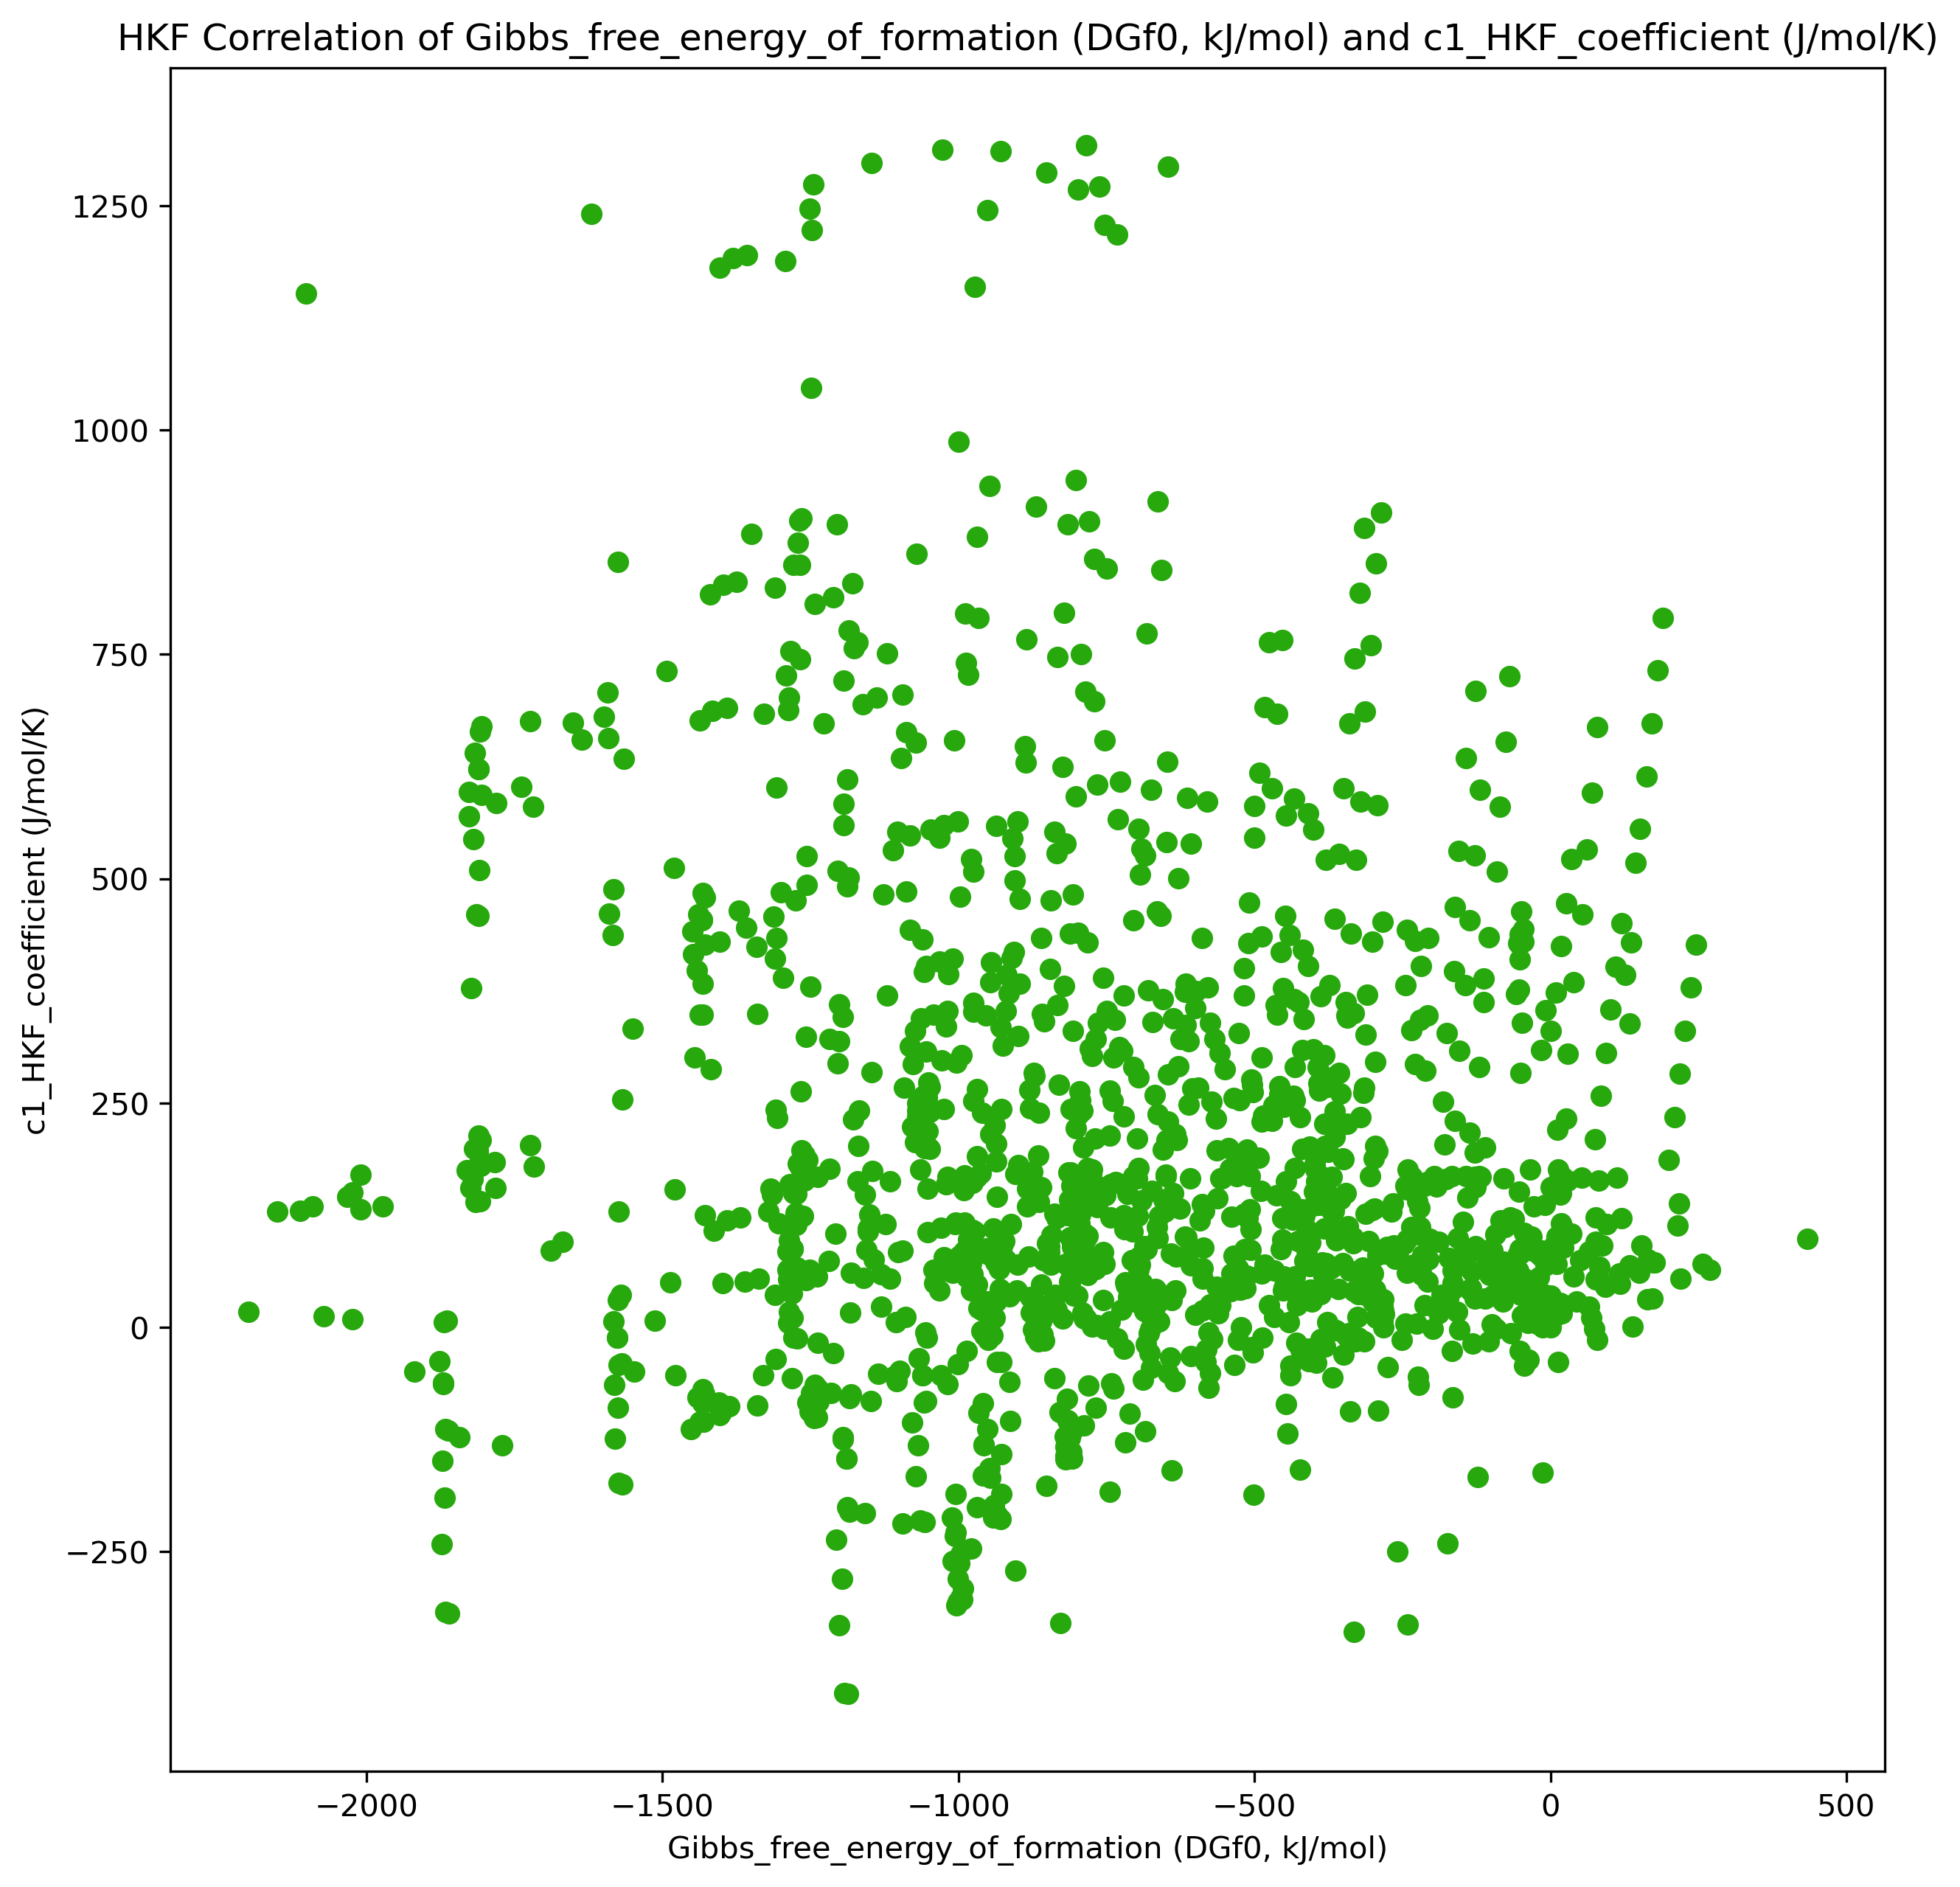 HKF Correlation of Gibbs_free_energy_of_formation (DGf0, kJ/mol) and c1_HKF_coefficient (J/mol/K)
1250
1000
750
500
250
0
−250
c1_HKF_coefficient (J/mol/K)
−2000 −1500 −1000 −500 0 500
Gibbs_free_energy_of_formation (DGf0, kJ/mol)